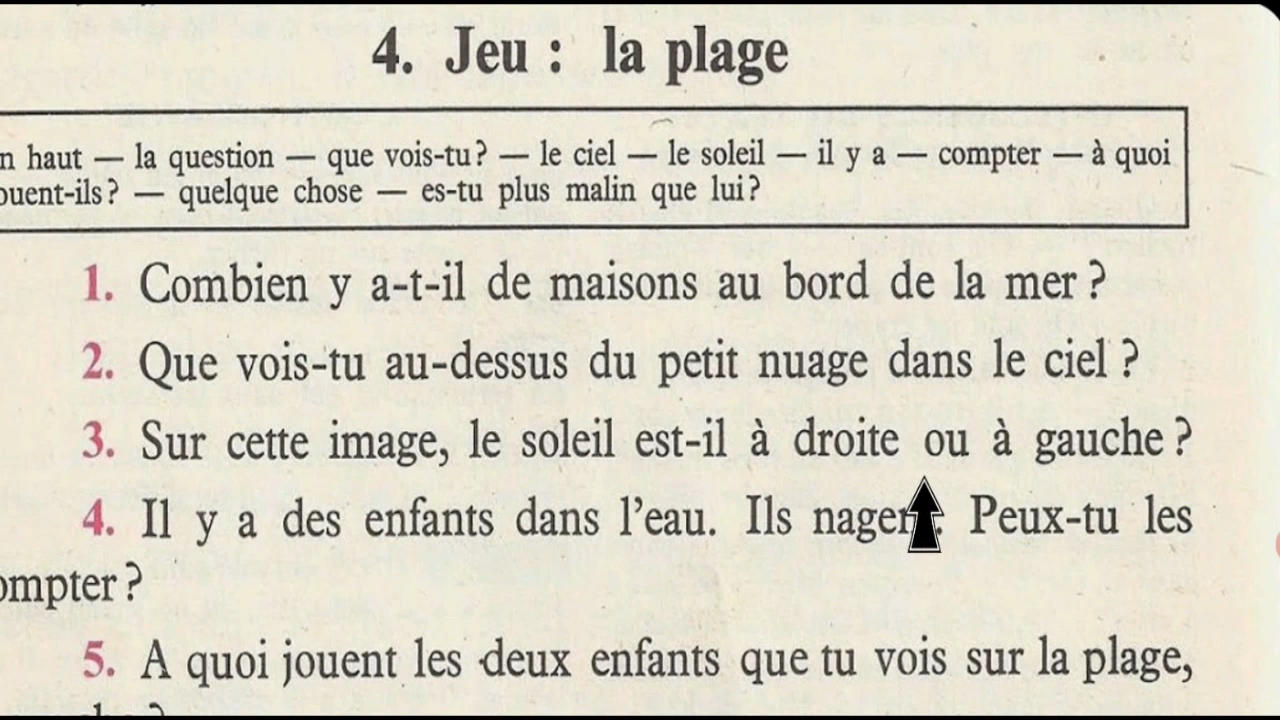 4. Jeu : la plage
n haut — la question — que vois-tu? — le ciel — le soleil — il y a — compter — à quoi
ouent-ils? — quelque chose — es-tu plus malin que lui?
1. Combien y a-t-il de maisons au bord de la mer?
2. Que vois-tu au-dessus du petit nuage dans le ciel?
3. Sur cette image, le soleil est-il à droite ou à gauche?
4. Il y a des enfants dans l'eau. Ils Peux-tu les
ompter?
5. A quoi jouent les deux enfants que tu vois sur la plage,